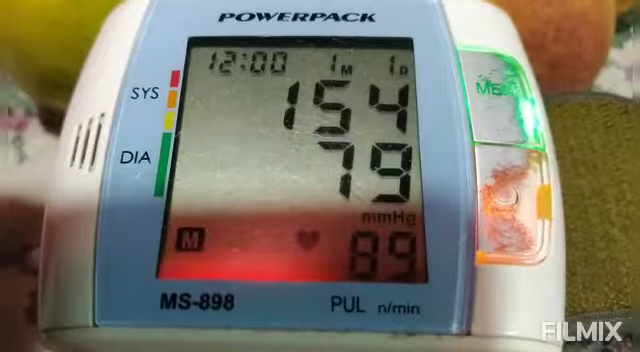 POWERPACK
12:00 1M 1D
SYS 154
DIA 79
mmHg
M 89
MS-898 PUL n/min
FILMIX